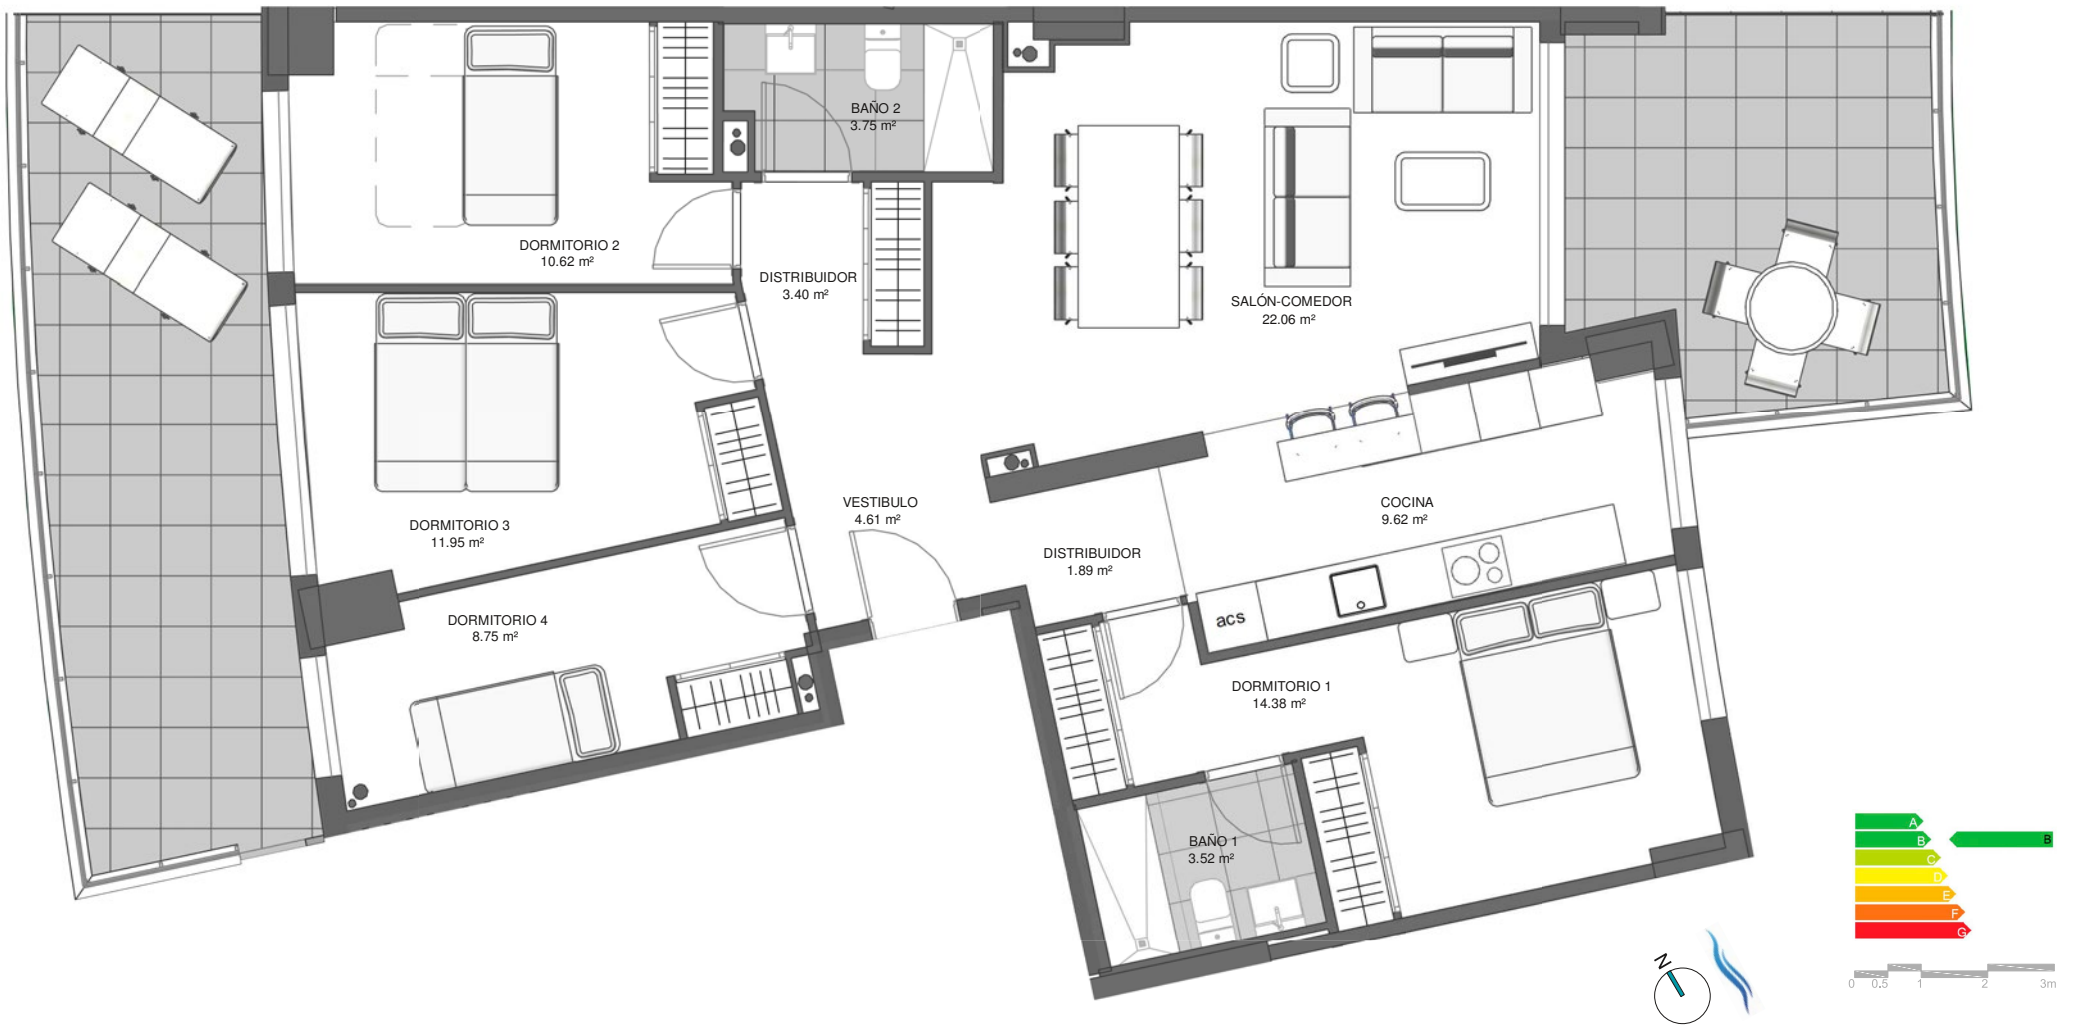 BAÑO 2
3.75 m²
DORMITORIO 2
10.62 m²
DISTRIBUIDOR
3.40 m²
SALÓN-COMEDOR
22.06 m²
DORMITORIO 3
11.95 m²
VESTIBULO
4.61 m²
COCINA
9.62 m²
DISTRIBUIDOR
1.89 m²
DORMITORIO 4
8.75 m²
acs
DORMITORIO 1
14.38 m²
BAÑO 1
3.52 m²
A
B B
C
D
E
F
G
N
0 0.5 1 2 3m